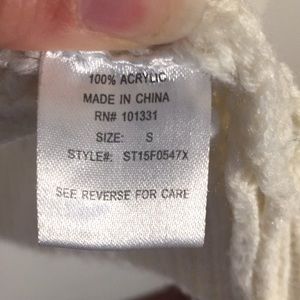 100% ACRYLIC
MADE IN CHINA
RN# 101331
SIZE: S
STYLE#: ST15F0547X
SEE REVERSE FOR CARE